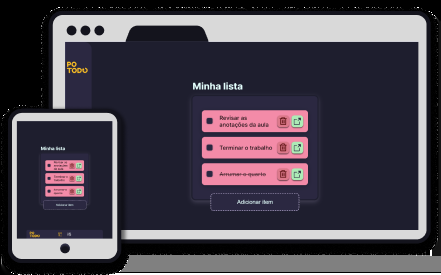 PO
TODO
Minha lista
Revisar as
anotações da aula
Terminar o trabalho
Arrumar o quarto
Adicionar item
Minha lista
Revisar as
anotações
da aula
Terminar o
trabalho
Arrumar o
quarto
Adicionar item
PO
TODO